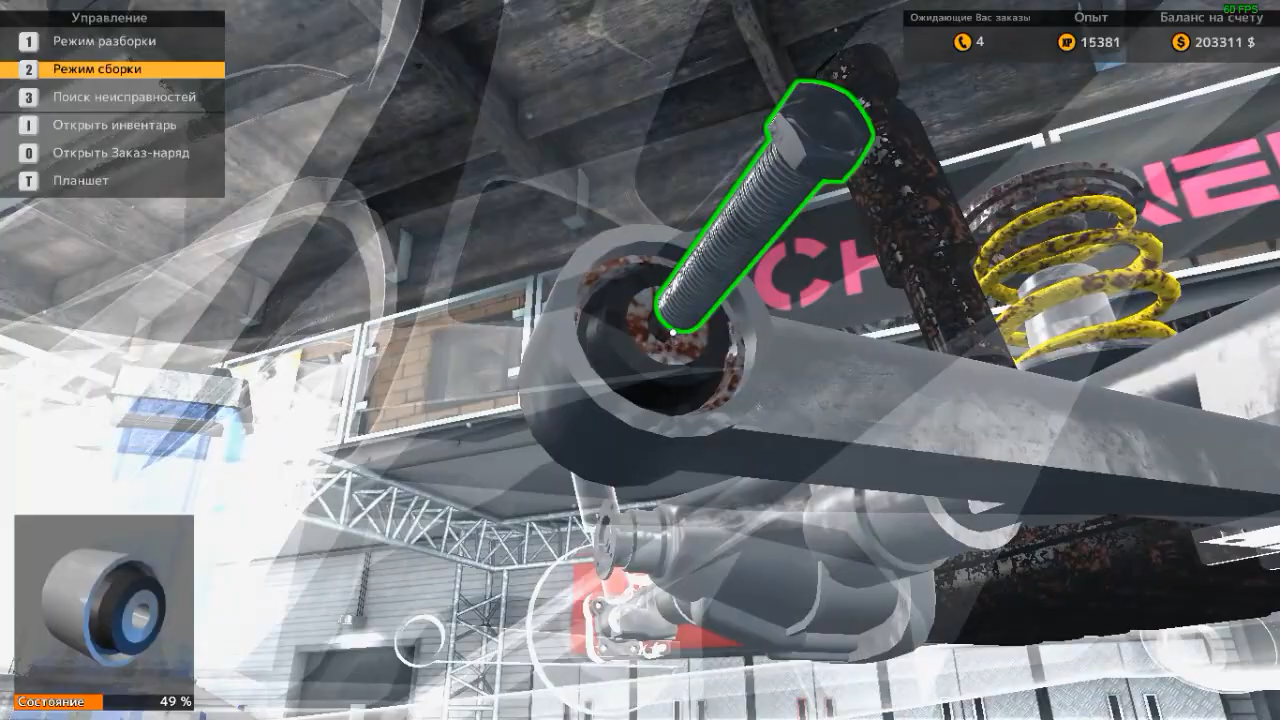 Управление
1 Режим разборки
2 Режим сборки
3 Поиск неисправностей
I Открыть инвентарь
O Открыть Заказ-наряд
T Планшет
60 FPS
Ожидающие Вас заказы
4
Опыт
XP 15381
Баланс на счету
$ 203311 $
Состояние 49 %